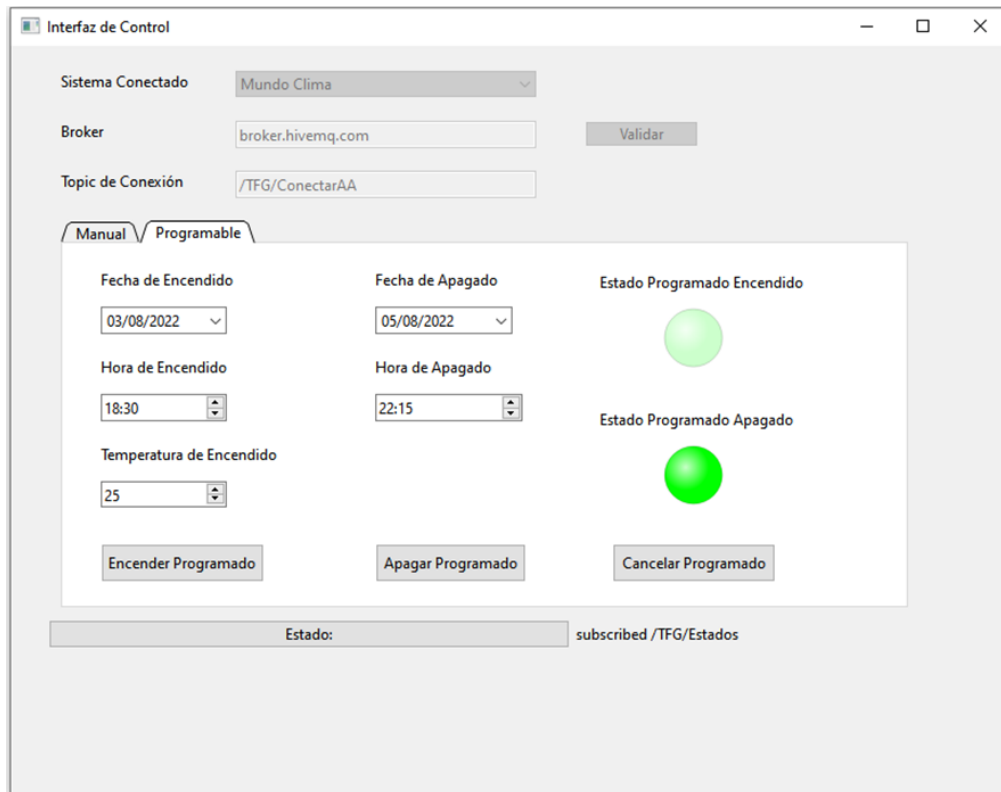 Interfaz de Control
Sistema Conectado
Mundo Clima
Broker
broker.hivemq.com
Validar
Topic de Conexión
/TFG/ConectarAA
Manual
Programable
Fecha de Encendido
Fecha de Apagado
Estado Programado Encendido
03/08/2022
05/08/2022
Hora de Encendido
Hora de Apagado
18:30
22:15
Estado Programado Apagado
Temperatura de Encendido
25
Encender Programado
Apagar Programado
Cancelar Programado
Estado:
subscribed /TFG/Estados